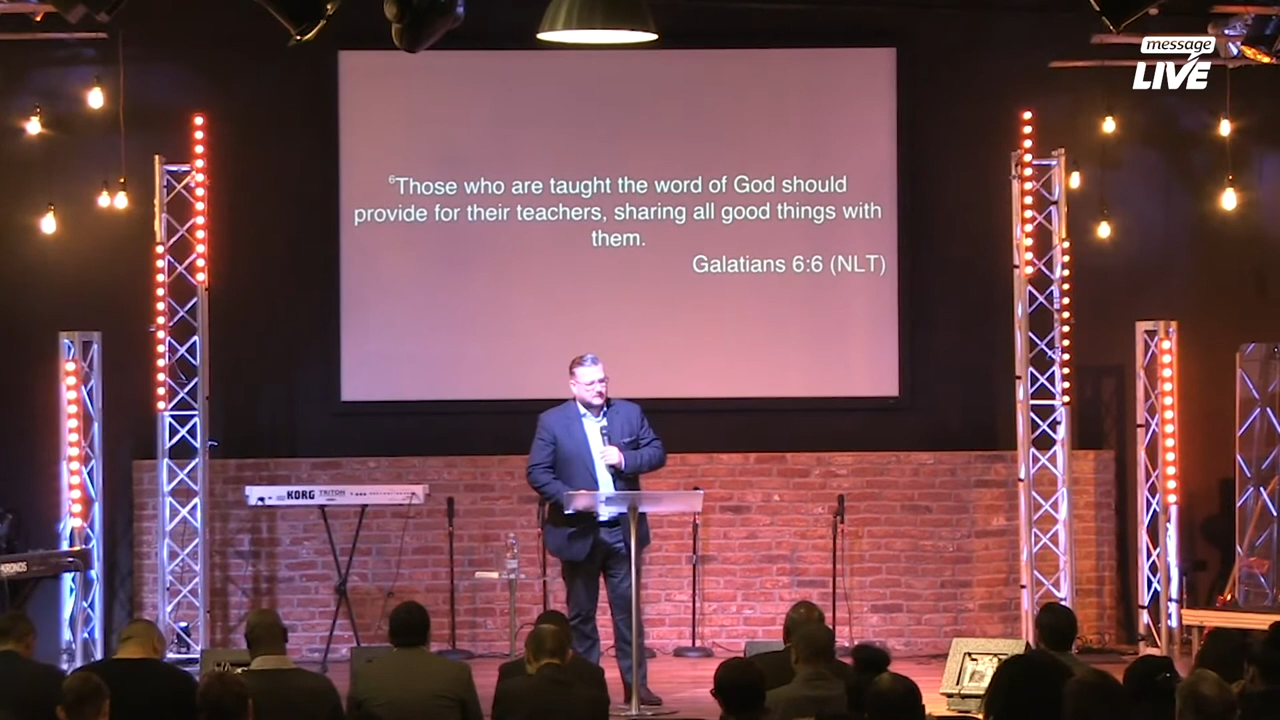 message
LIVE
⁶Those who are taught the word of God should
provide for their teachers, sharing all good things with
them.
Galatians 6:6 (NLT)
KORG TRITON
KRONOS